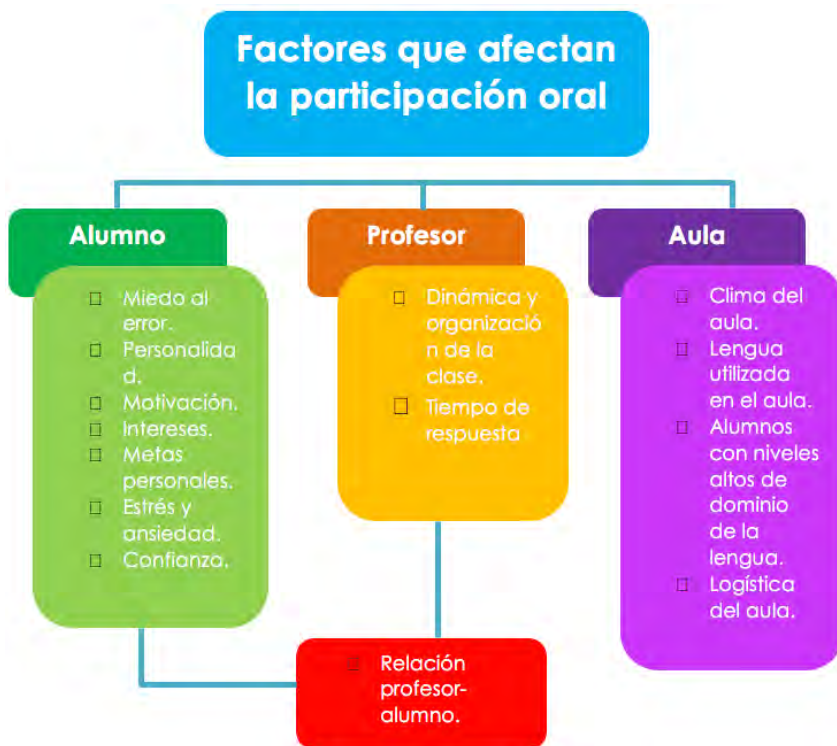 Factores que afectan
la participación oral
Alumno
Miedo al
error.
Personalida
d.
Motivación.
Intereses.
Metas
personales.
Estrés y
ansiedad.
Confianza.
Profesor
Dinámica y
organizació
n de la
clase.
Tiempo de
respuesta
Aula
Clima del
aula.
Lengua
utilizada
en el aula.
Alumnos
con niveles
altos de
dominio
de la
lengua.
Logística
del aula.
Relación
profesor-
alumno.